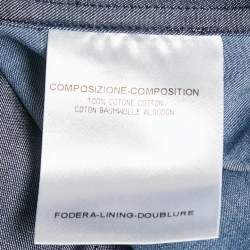 COMPOSIZIONE-COMPOSITION
100% COTONE COTTON
COTON BAUMWOLLE ALGODON
FODERA-LINING-DOUBLURE